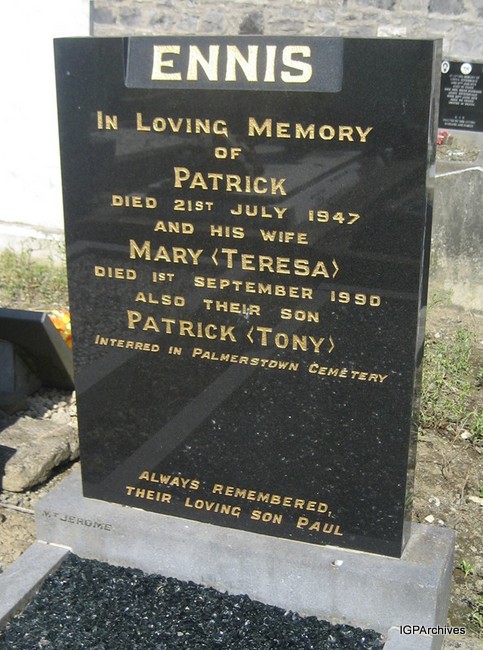 ENNIS
IN LOVING MEMORY
OF
PATRICK
DIED 21ST JULY 1947
AND HIS WIFE
MARY (TERESA)
DIED 1ST SEPTEMBER 1990
ALSO THEIR SON
PATRICK (TONY)
INTERRED IN PALMERSTOWN CEMETERY
ALWAYS REMEMBERED,
THEIR LOVING SON PAUL
MT JEROME
IGPArchives